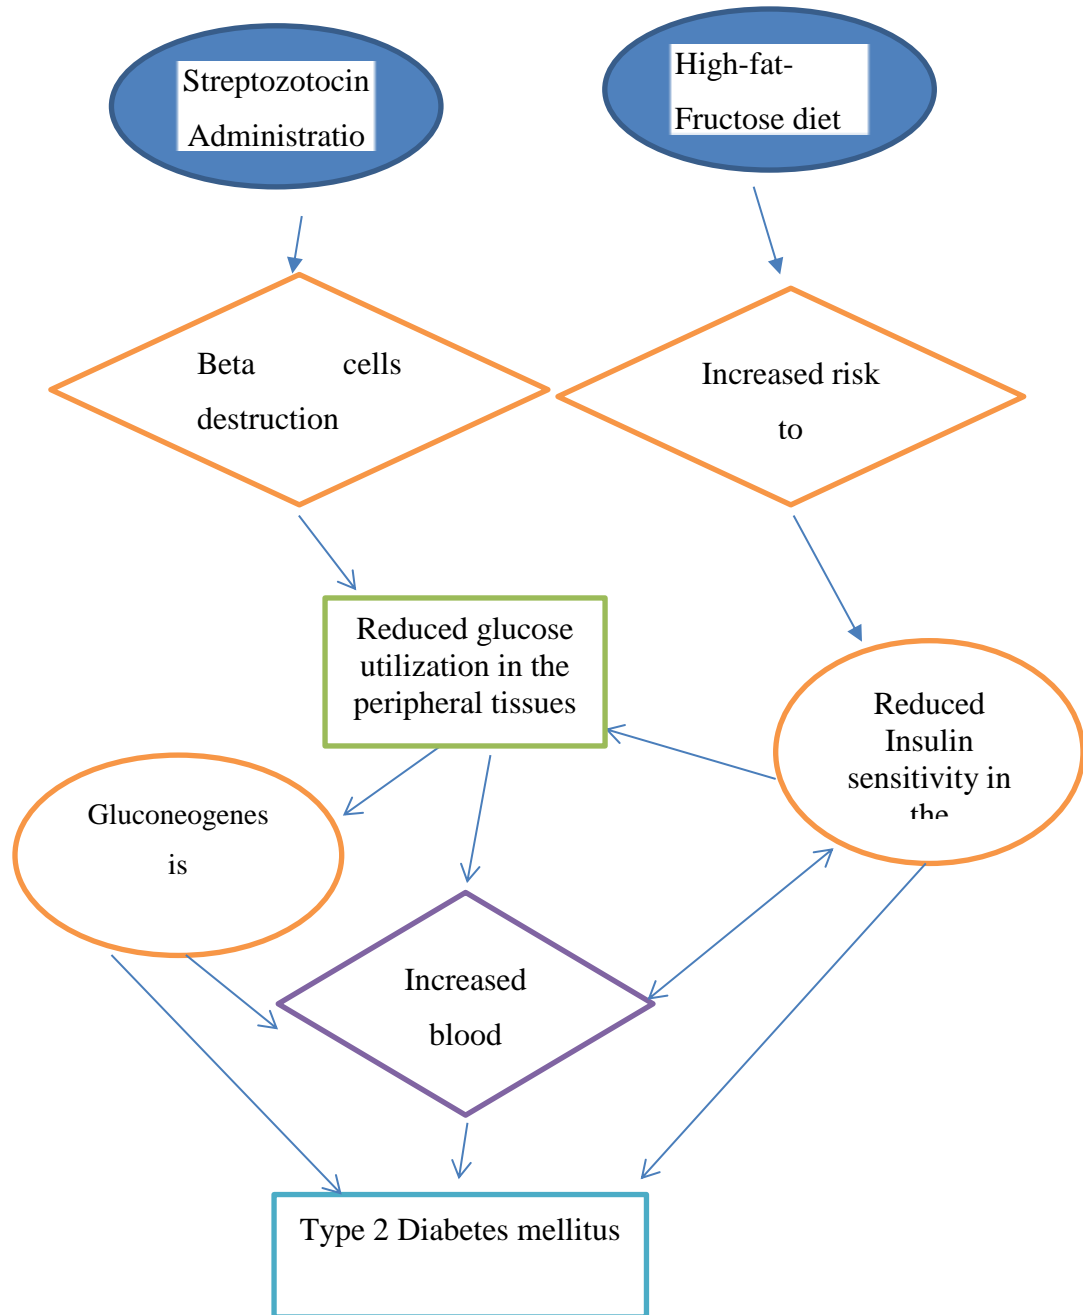 Streptozotocin
Administratio
High-fat-
Fructose diet
Beta cells
destruction
Increased risk
to
Reduced glucose
utilization in the
peripheral tissues
Reduced
Insulin
sensitivity in
the
Gluconeogenes
is
Increased
blood
Type 2 Diabetes mellitus